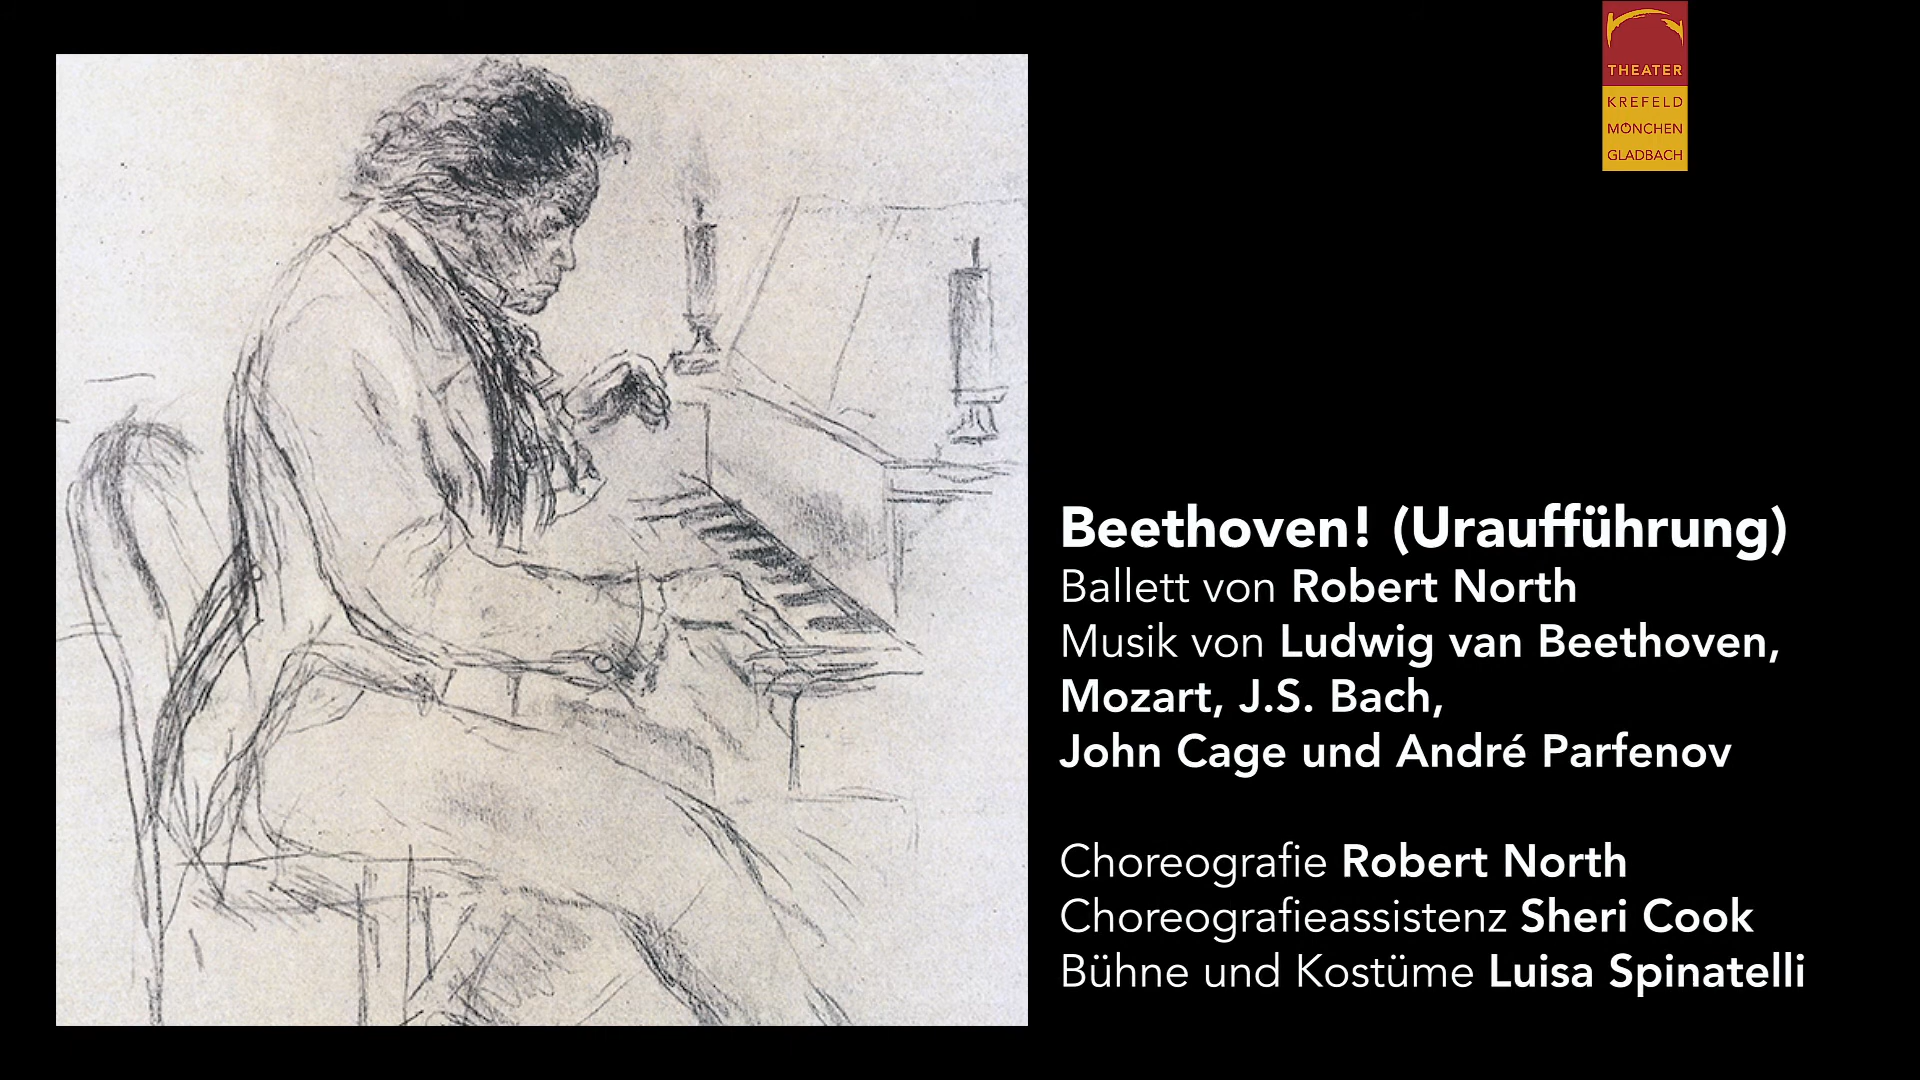 THEATER
KREFELD
MÖNCHEN
GLADBACH
Beethoven! (Uraufführung)
Ballett von Robert North
Musik von Ludwig van Beethoven,
Mozart, J.S. Bach,
John Cage und André Parfenov
Choreografie Robert North
Choreografieassistenz Sheri Cook
Bühne und Kostüme Luisa Spinatelli